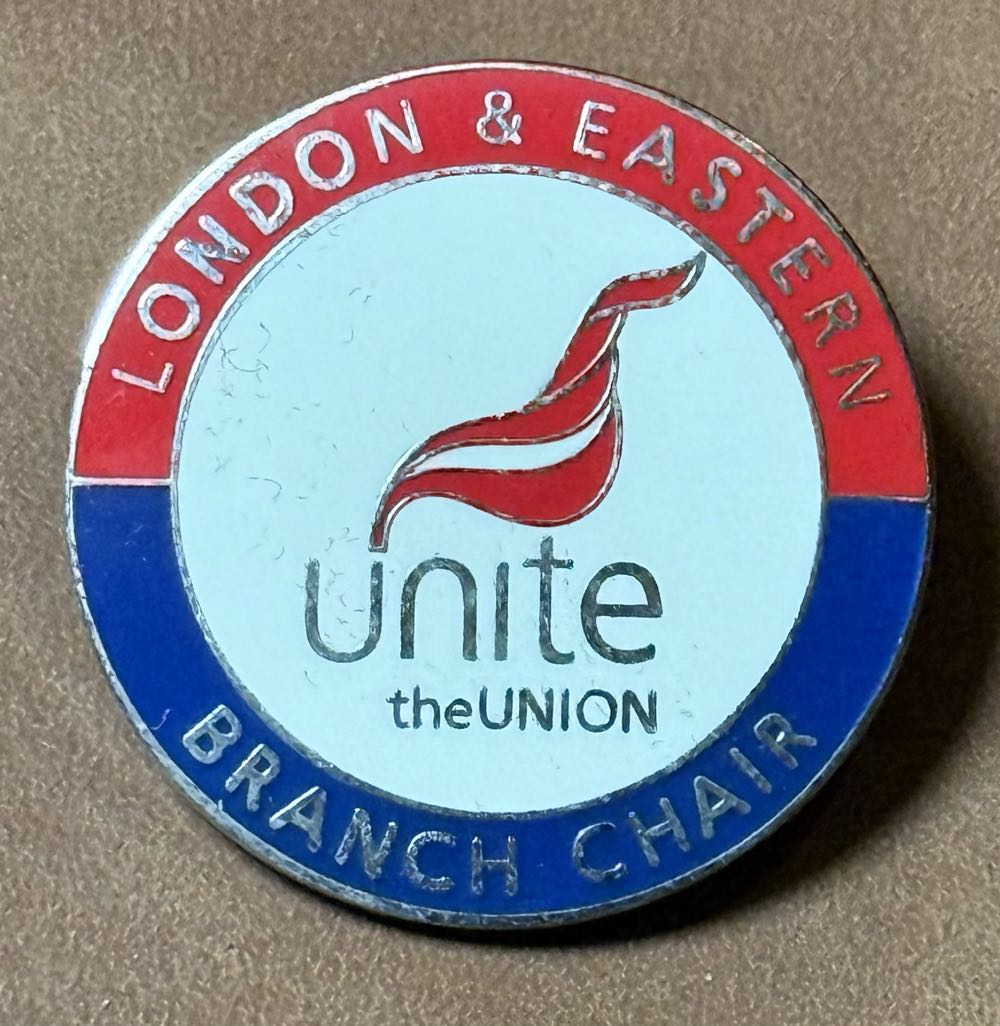 LONDON & EASTERN
unite
theUNION
BRANCH CHAIR